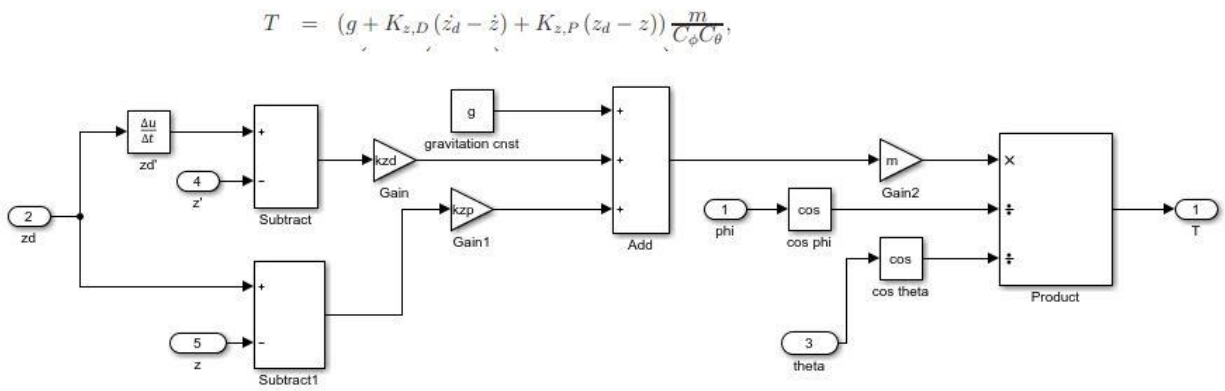 T = (g + K_{z,D} (ż_d − ż) + K_{z,P} (z_d − z)) m / C_ϕ C_θ,
Δu
Δt
zd'
+
4
z'
−
Subtract
kzd
Gain
g
gravitation cnst
kzp
Gain1
+
+
+
Add
2
zd
+
5
z
−
Subtract1
m
Gain2
1
phi
cos
cos phi
cos
cos theta
3
theta
×
÷
÷
Product
1
T